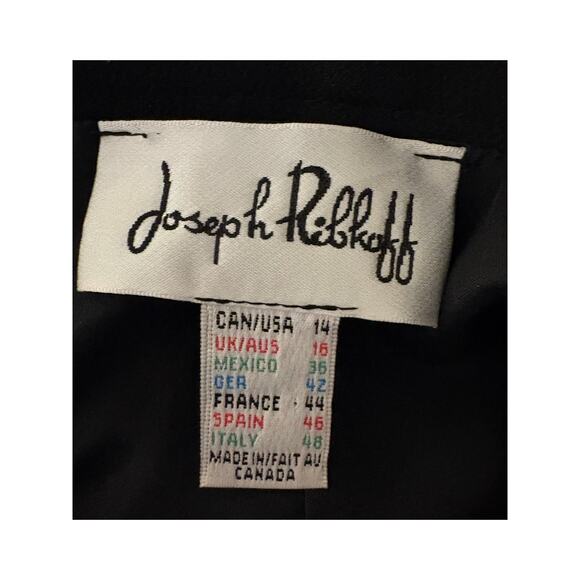 Joseph Ribkoff
CAN/USA 14
UK/AUS 16
MEXICO 36
GER 42
FRANCE 44
SPAIN 46
ITALY 48
MADE IN/FAIT AU
CANADA